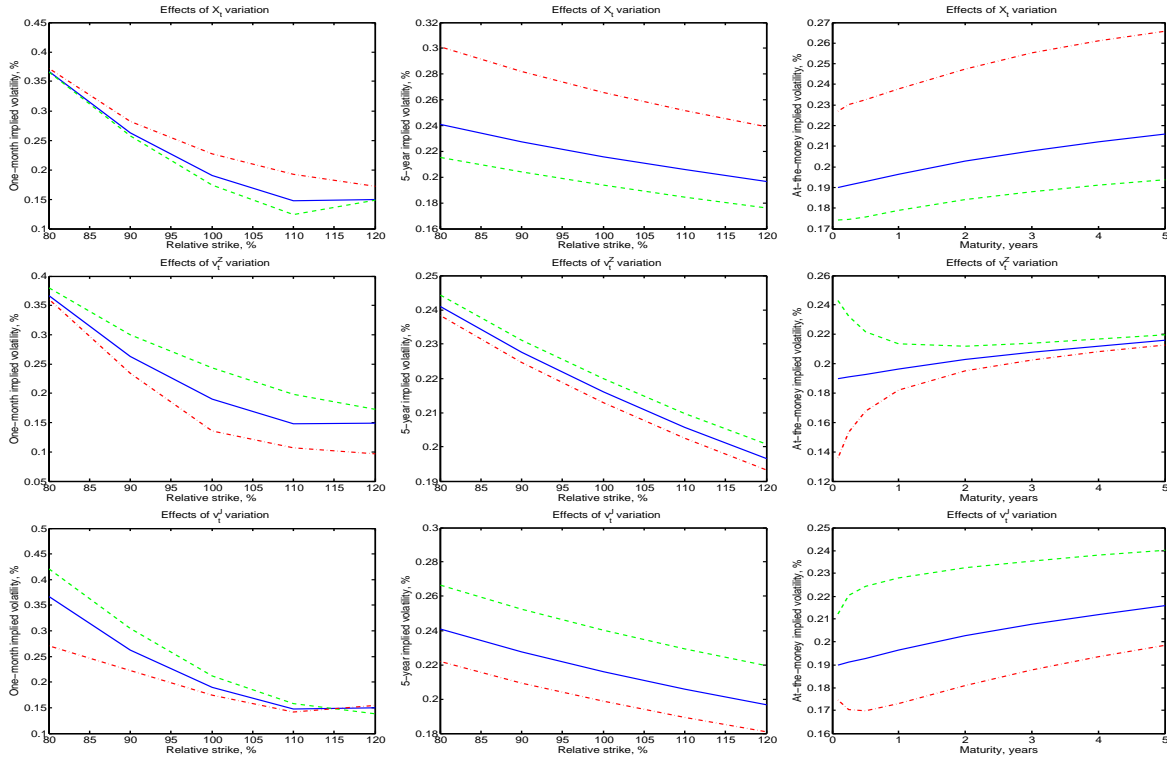 Effects of X_t variation
One−month implied volatility, %
0.45
0.4
0.35
0.3
0.25
0.2
0.15
0.1
80 85 90 95 100 105 110 115 120
Relative strike, %
Effects of X_t variation
5−year implied volatility, %
0.32
0.3
0.28
0.26
0.24
0.22
0.2
0.18
0.16
80 85 90 95 100 105 110 115 120
Relative strike, %
Effects of X_t variation
At−the−money implied volatility, %
0.27
0.26
0.25
0.24
0.23
0.22
0.21
0.2
0.19
0.18
0.17
0 1 2 3 4 5
Maturity, years
Effects of v_t^Z variation
One−month implied volatility, %
0.4
0.35
0.3
0.25
0.2
0.15
0.1
0.05
80 85 90 95 100 105 110 115 120
Relative strike, %
Effects of v_t^Z variation
5−year implied volatility, %
0.25
0.24
0.23
0.22
0.21
0.2
0.19
80 85 90 95 100 105 110 115 120
Relative strike, %
Effects of v_t^Z variation
At−the−money implied volatility, %
0.26
0.24
0.22
0.2
0.18
0.16
0.14
0.12
0 1 2 3 4 5
Maturity, years
Effects of v_t^J variation
One−month implied volatility, %
0.5
0.45
0.4
0.35
0.3
0.25
0.2
0.15
0.1
80 85 90 95 100 105 110 115 120
Relative strike, %
Effects of v_t^J variation
5−year implied volatility, %
0.3
0.28
0.26
0.24
0.22
0.2
0.18
80 85 90 95 100 105 110 115 120
Relative strike, %
Effects of v_t^J variation
At−the−money implied volatility, %
0.25
0.24
0.23
0.22
0.21
0.2
0.19
0.18
0.17
0.16
0 1 2 3 4 5
Maturity, years